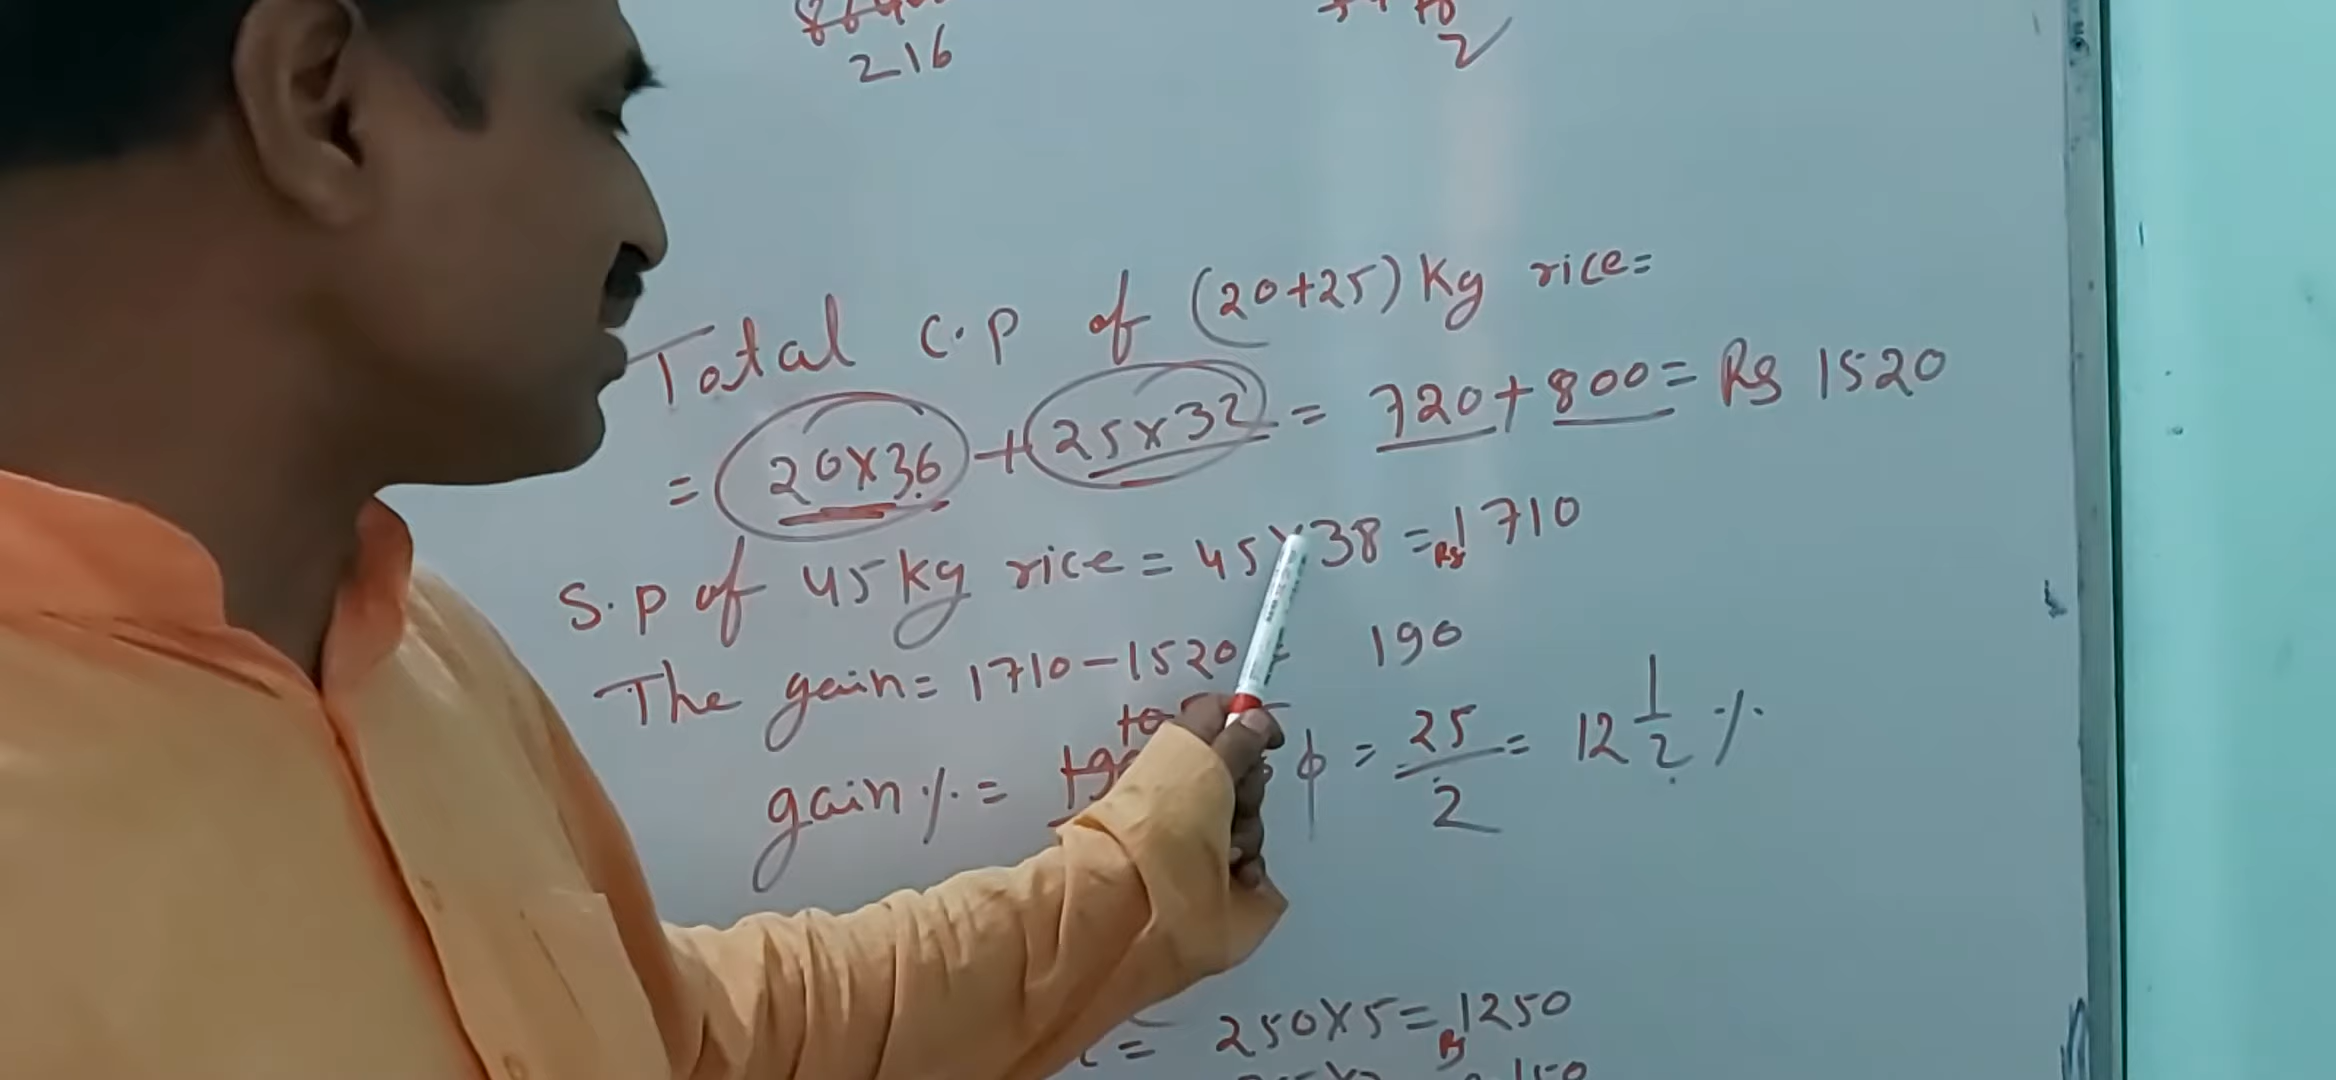 216
2
Total C.P of (20+25) Kg rice=
= 20x36 + 25x32 = 720+800= Rs 1520
S.P of 45 kg rice = 45x38 = Rs 1710
The gain= 1710-1520 = 190
gain %= = 25/2 = 12 1/2 %
= 250x5= Rs 1250